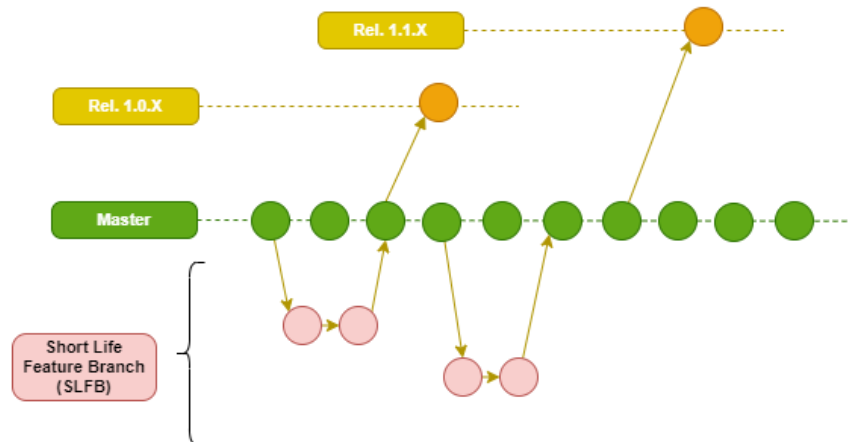 Rel. 1.1.X
Rel. 1.0.X
Master
Short Life
Feature Branch
(SLFB)